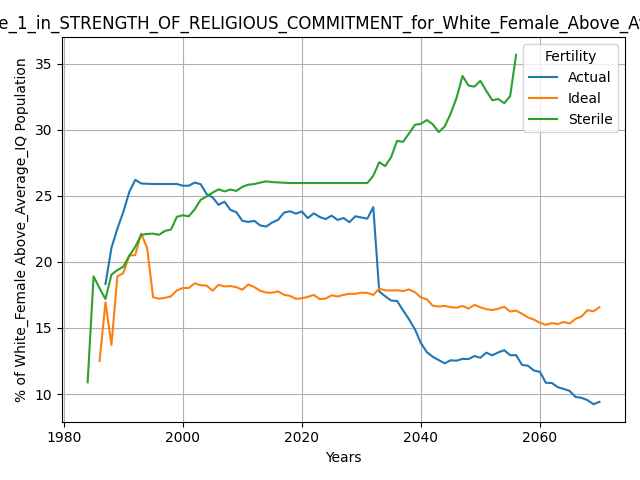 e_1_in_STRENGTH_OF_RELIGIOUS_COMMITMENT_for_White_Female_Above_A
% of White_Female Above_Average_IQ Population
35
30
25
20
15
10
1980
2000
2020
2040
2060
Years
Fertility
Actual
Ideal
Sterile